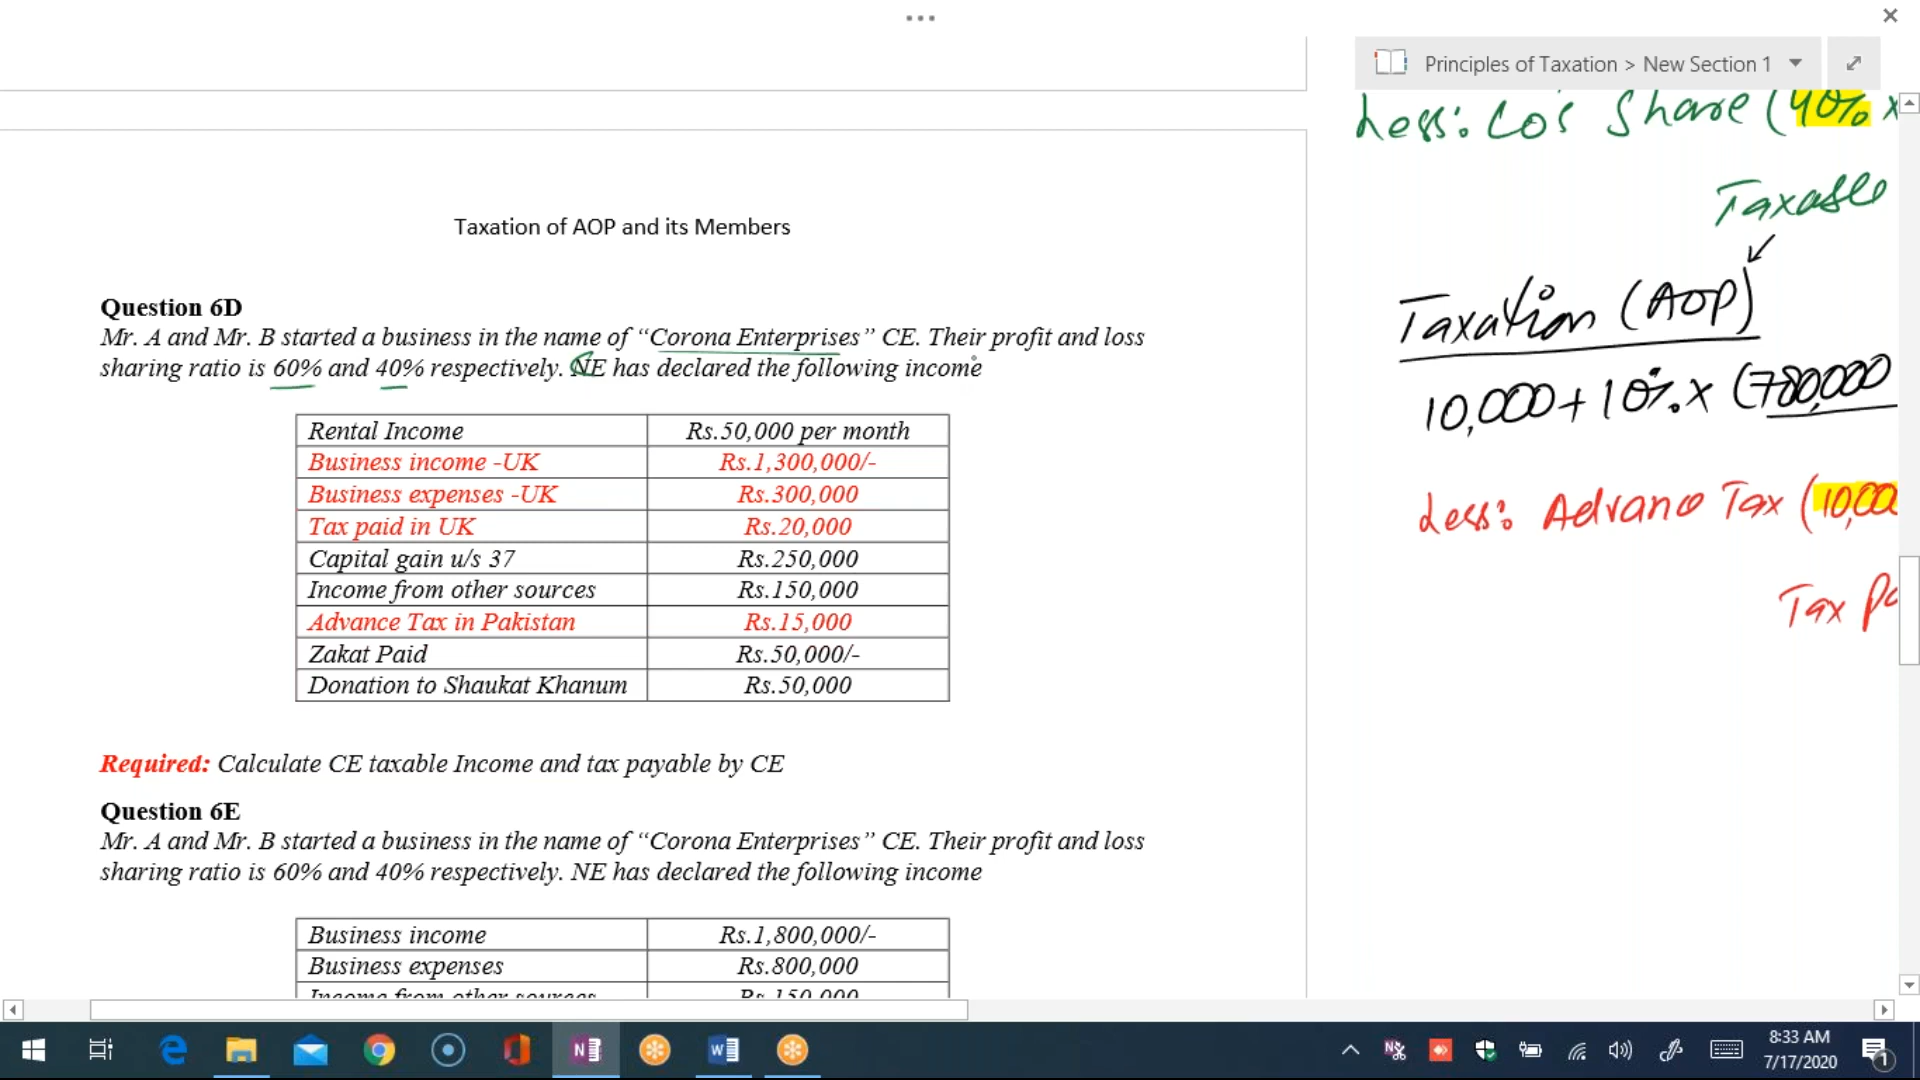 Principles of Taxation > New Section 1
Taxation of AOP and its Members
Question 6D
Mr. A and Mr. B started a business in the name of “Corona Enterprises” CE. Their profit and loss
sharing ratio is 60% and 40% respectively. NE has declared the following income
Rental Income Rs.50,000 per month
Business income -UK Rs.1,300,000/-
Business expenses -UK Rs.300,000
Tax paid in UK Rs.20,000
Capital gain u/s 37 Rs.250,000
Income from other sources Rs.150,000
Advance Tax in Pakistan Rs.15,000
Zakat Paid Rs.50,000/-
Donation to Shaukat Khanum Rs.50,000
Required: Calculate CE taxable Income and tax payable by CE
Question 6E
Mr. A and Mr. B started a business in the name of “Corona Enterprises” CE. Their profit and loss
sharing ratio is 60% and 40% respectively. NE has declared the following income
Business income Rs.1,800,000/-
Business expenses Rs.800,000
Income from other sources Rs.150,000
Less: Co's Share (40% x
Taxable
Taxation (AOP)
10,000 + 10% x (780,000
Less: Advance Tax (10,000
Tax Pa
8:33 AM
7/17/2020